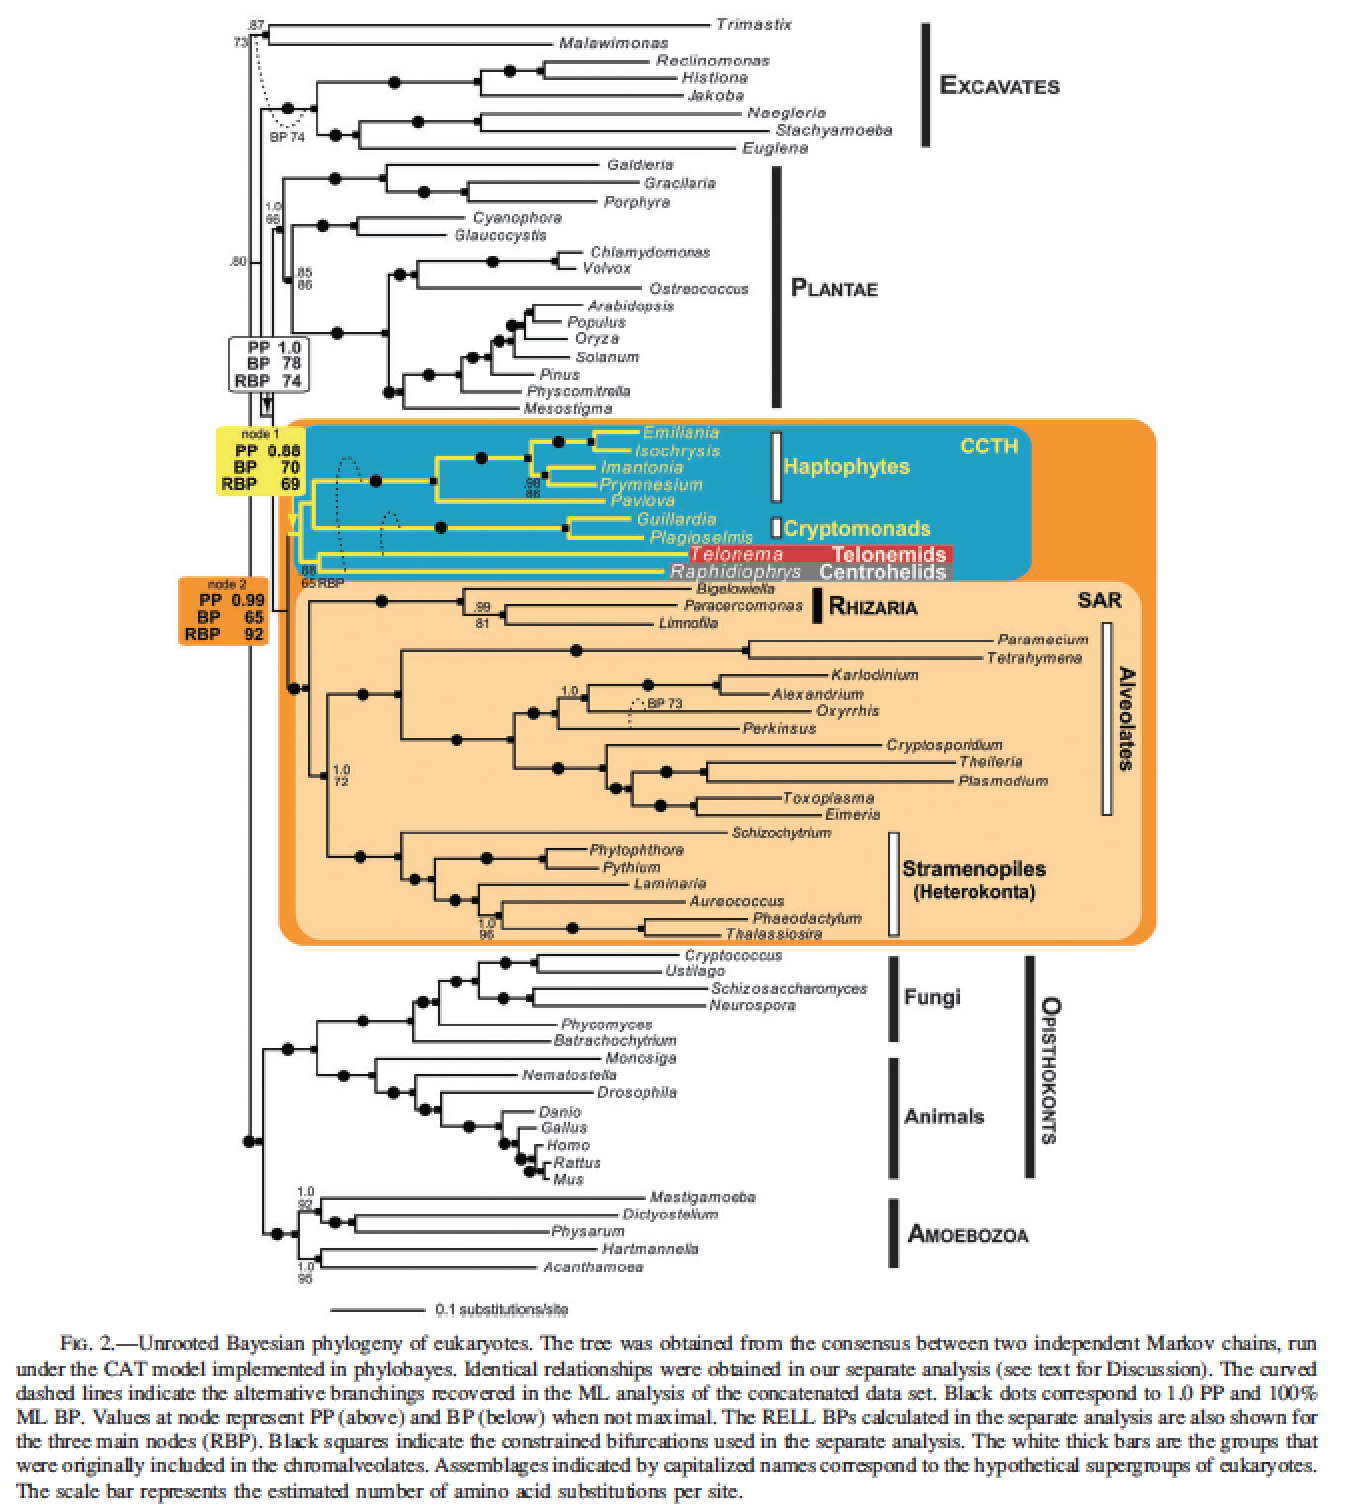 .87
Trimastix
73
Malawimonas
Reclinomonas
Histiona
Jakoba
EXCAVATES
Naegleria
Stachyamoeba
BP 74
Euglena
Galdieria
Gracilaria
Porphyra
1.0
66
Cyanophora
Glaucocystis
Chlamydomonas
Volvox
.80
.85
86
Ostreococcus
PLANTAE
Arabidopsis
Populus
Oryza
Solanum
PP 1.0
BP 78
RBP 74
Pinus
Physcomitrella
Mesostigma
node 1
PP 0.88
BP 70
RBP 69
Emiliania
Isochrysis
Imantonia
Prymnesium
.98
86
Pavlova
Haptophytes
CCTH
Guillardia
Plagioselmis
Cryptomonads
Telonema Telonemids
Raphidiophrys Centrohelids
88
65 RBP
node 2
PP 0.99
BP 65
RBP 92
Bigelowiella
.99
Paracercomonas
81
Limnofila
RHIZARIA
SAR
Paramecium
Tetrahymena
Karlodinium
1.0
Alexandrium
BP 73
Oxyrrhis
Perkinsus
Alveolates
Cryptosporidium
Theileria
1.0
72
Plasmodium
Toxoplasma
Eimeria
Schizochytrium
Phytophthora
Pythium
Stramenopiles
(Heterokonta)
Laminaria
Aureococcus
1.0
96
Phaeodactylum
Thalassiosira
Cryptococcus
Ustilago
Schizosaccharomyces
Neurospora
Fungi
Phycomyces
Batrachochytrium
OPISTHOKONTS
Monosiga
Nematostella
Drosophila
Danio
Animals
Gallus
Homo
Rattus
Mus
1.0
92
Mastigamoeba
Dictyostelium
Physarum
AMOEBOZOA
Hartmannella
1.0
95
Acanthamoea
0.1 substitutions/site
FIG. 2.—Unrooted Bayesian phylogeny of eukaryotes. The tree was obtained from the consensus between two independent Markov chains, run
under the CAT model implemented in phylobayes. Identical relationships were obtained in our separate analysis (see text for Discussion). The curved
dashed lines indicate the alternative branchings recovered in the ML analysis of the concatenated data set. Black dots correspond to 1.0 PP and 100%
ML BP. Values at node represent PP (above) and BP (below) when not maximal. The RELL BPs calculated in the separate analysis are also shown for
the three main nodes (RBP). Black squares indicate the constrained bifurcations used in the separate analysis. The white thick bars are the groups that
were originally included in the chromalveolates. Assemblages indicated by capitalized names correspond to the hypothetical supergroups of eukaryotes.
The scale bar represents the estimated number of amino acid substitutions per site.